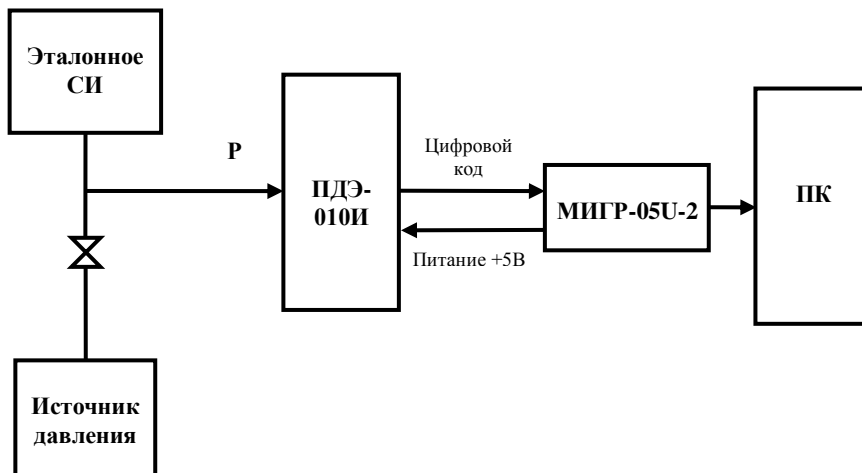 Эталонное
СИ
Р
ПДЭ-
010И
Цифровой
код
Питание +5В
МИГР-05U-2
ПК
Источник
давления